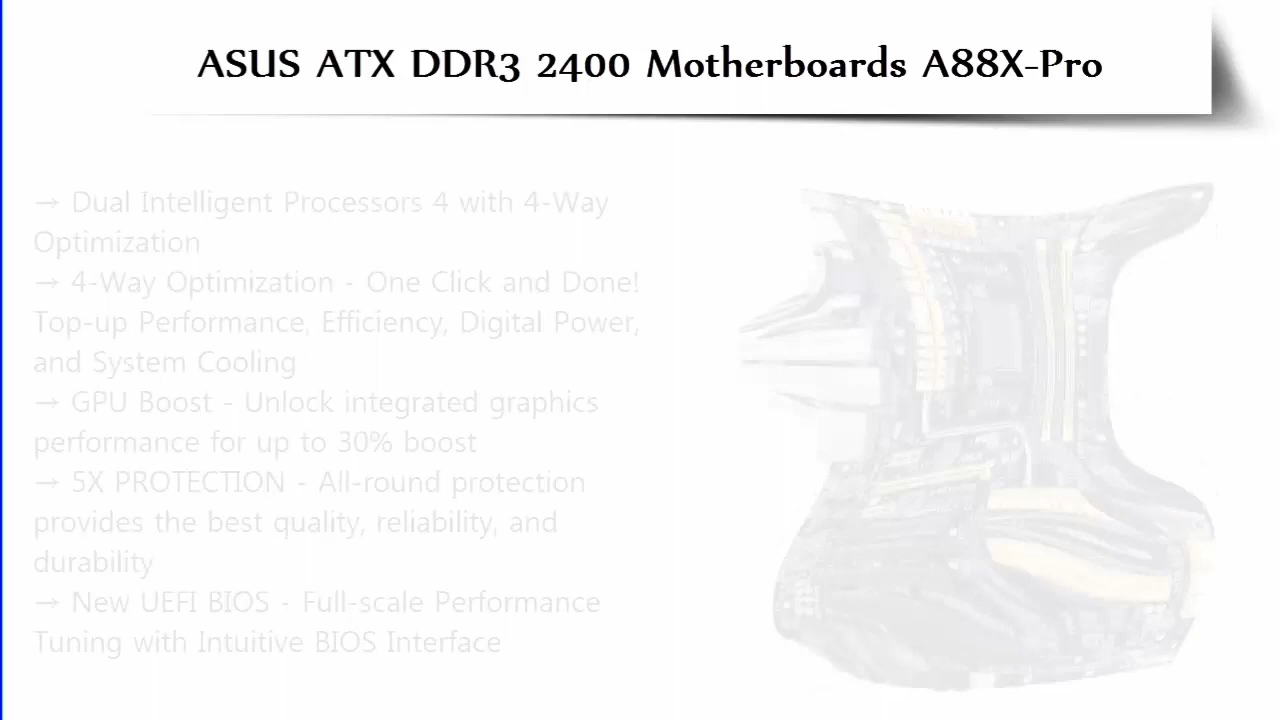 ASUS ATX DDR3 2400 Motherboards A88X-Pro
→ Dual Intelligent Processors 4 with 4-Way
Optimization
→ 4-Way Optimization - One Click and Done!
Top-up Performance, Efficiency, Digital Power,
and System Cooling
→ GPU Boost - Unlock integrated graphics
performance for up to 30% boost
→ 5X PROTECTION - All-round protection
provides the best quality, reliability, and
durability
→ New UEFI BIOS - Full-scale Performance
Tuning with Intuitive BIOS Interface